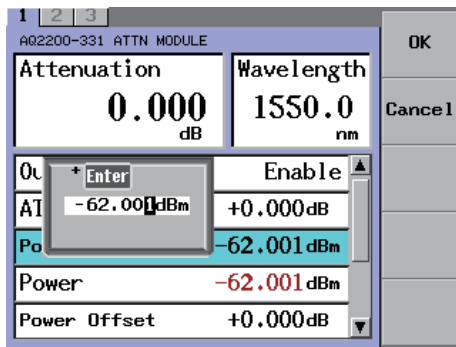 1 2 3
AQ2200-331 ATTN MODULE
OK
Attenuation
0.000
dB
Wavelength
1550.0
nm
Cancel
Enable
Enter
-62.001dBm
+0.000dB
-62.001dBm
Power -62.001dBm
Power Offset +0.000dB